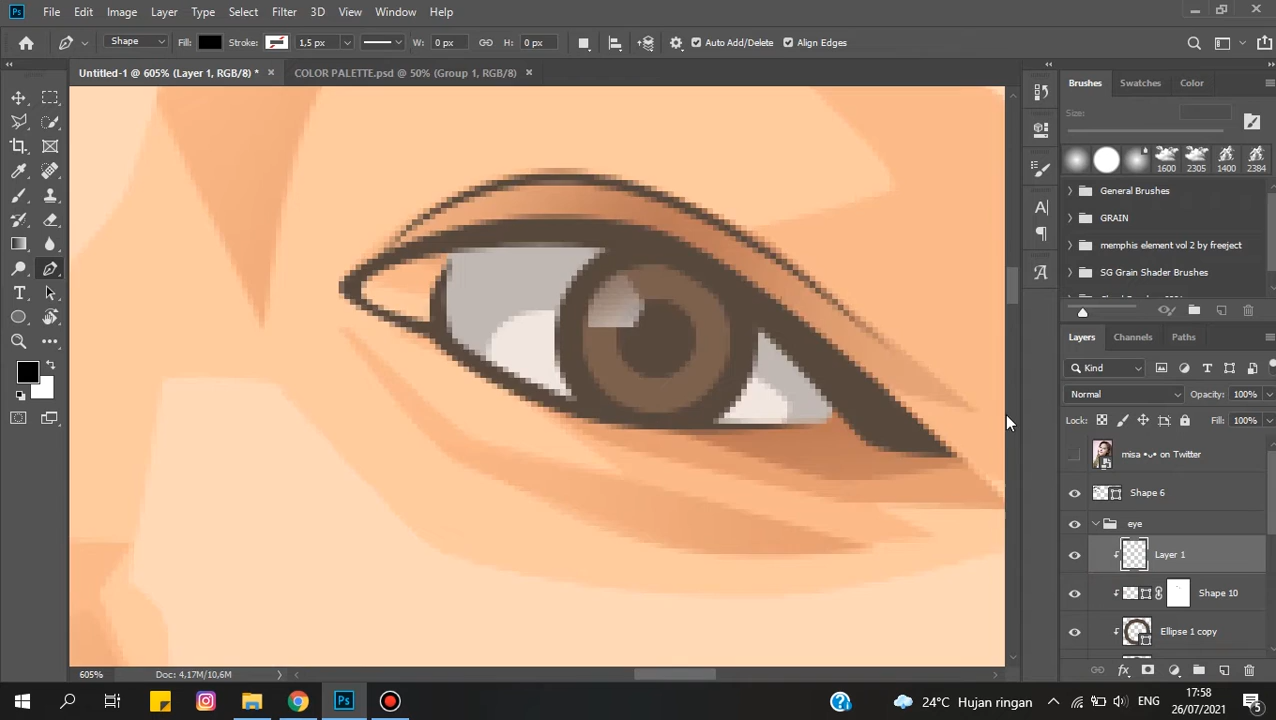 Ps File Edit Image Layer Type Select Filter 3D View Window Help
Shape Fill: Stroke: 1,5 px W: 0 px H: 0 px Auto Add/Delete Align Edges
Untitled-1 @ 605% (Layer 1, RGB/8) * × COLOR PALETTE.psd @ 50% (Group 1, RGB/8) ×
Brushes Swatches Color
Size:
1600 2305 1400 2384
General Brushes
GRAIN
memphis element vol 2 by freeject
SG Grain Shader Brushes
Layers Channels Paths
Kind
Normal Opacity: 100%
Lock: Fill: 100%
misa •ᴗ• on Twitter
Shape 6
eye
Layer 1
Shape 10
Ellipse 1 copy
605% Doc: 4,17M/10,6M
Ps 24°C Hujan ringan ENG 17:58 26/07/2021 5